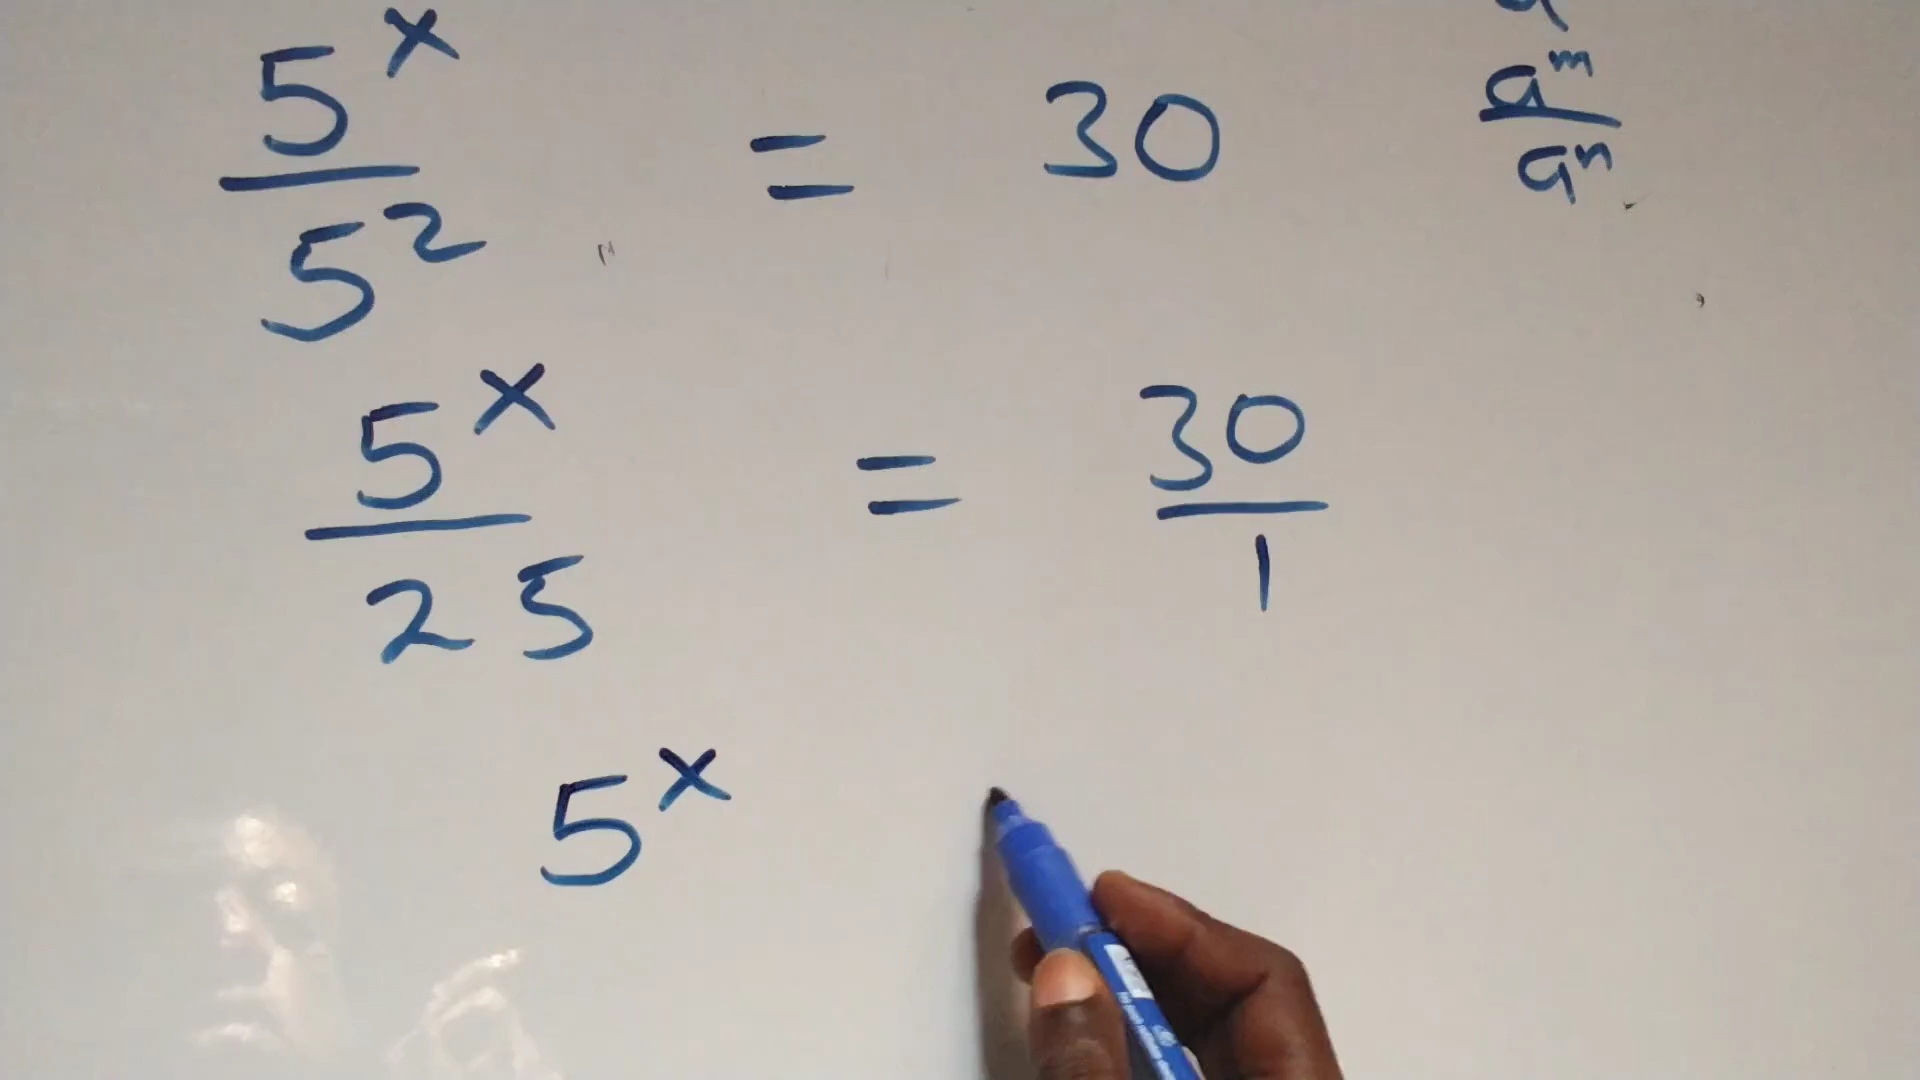 5^x / 5^2 = 30
a^m / a^n
5^x / 25 = 30 / 1
5^x